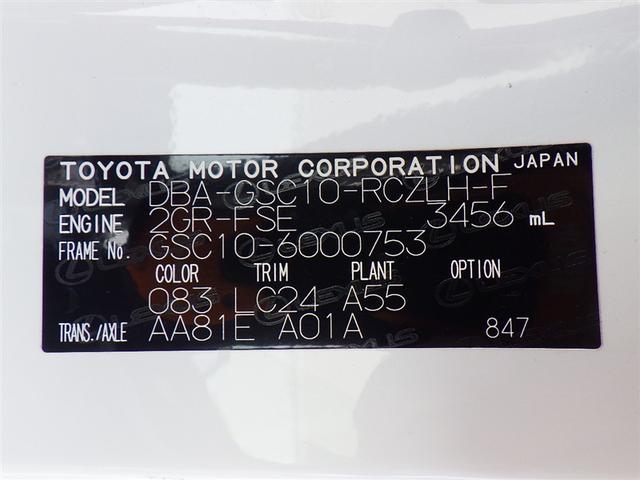 TOYOTA MOTOR CORPORATION JAPAN
MODEL DBA-GSC10-RCZLH-F
ENGINE 2GR-FSE 3456 mL
FRAME No. GSC10-6000753
COLOR TRIM PLANT OPTION
083 LC24 A55
TRANS./AXLE AA81E A01A 847